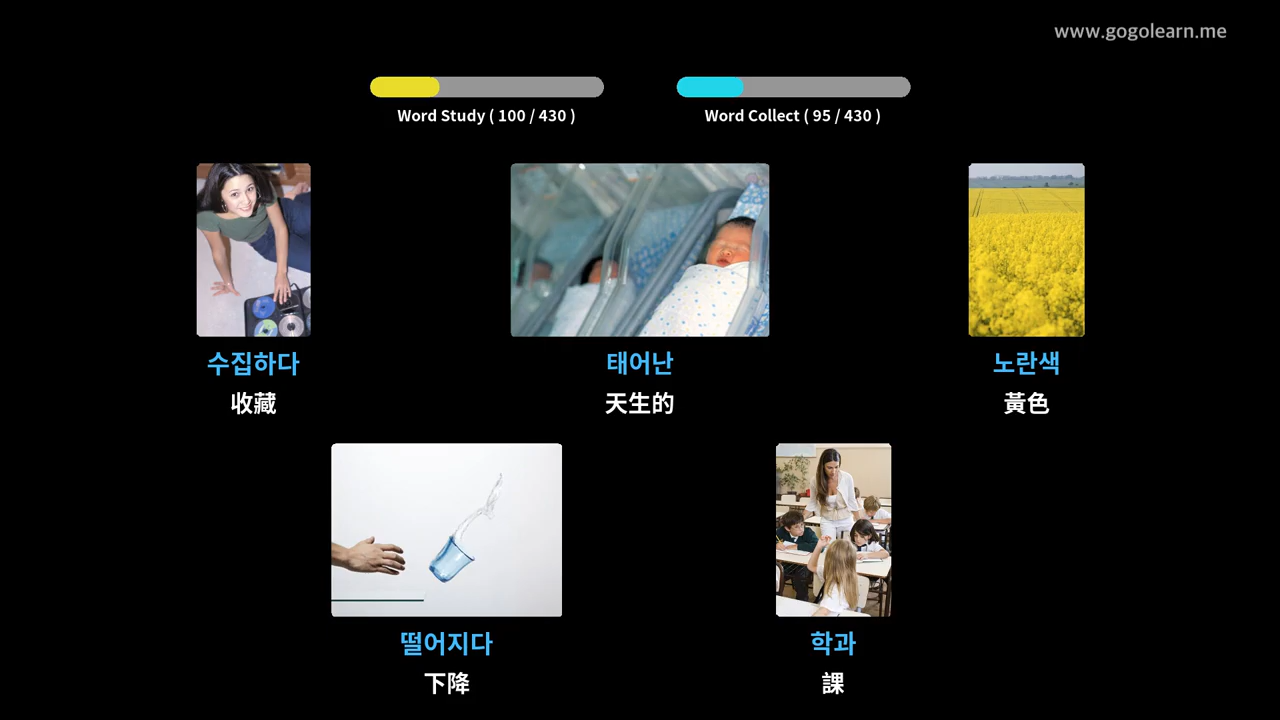 www.gogolearn.me
Word Study ( 100 / 430 )
Word Collect ( 95 / 430 )
수집하다
收藏
태어난
天生的
노란색
黃色
떨어지다
下降
학과
課